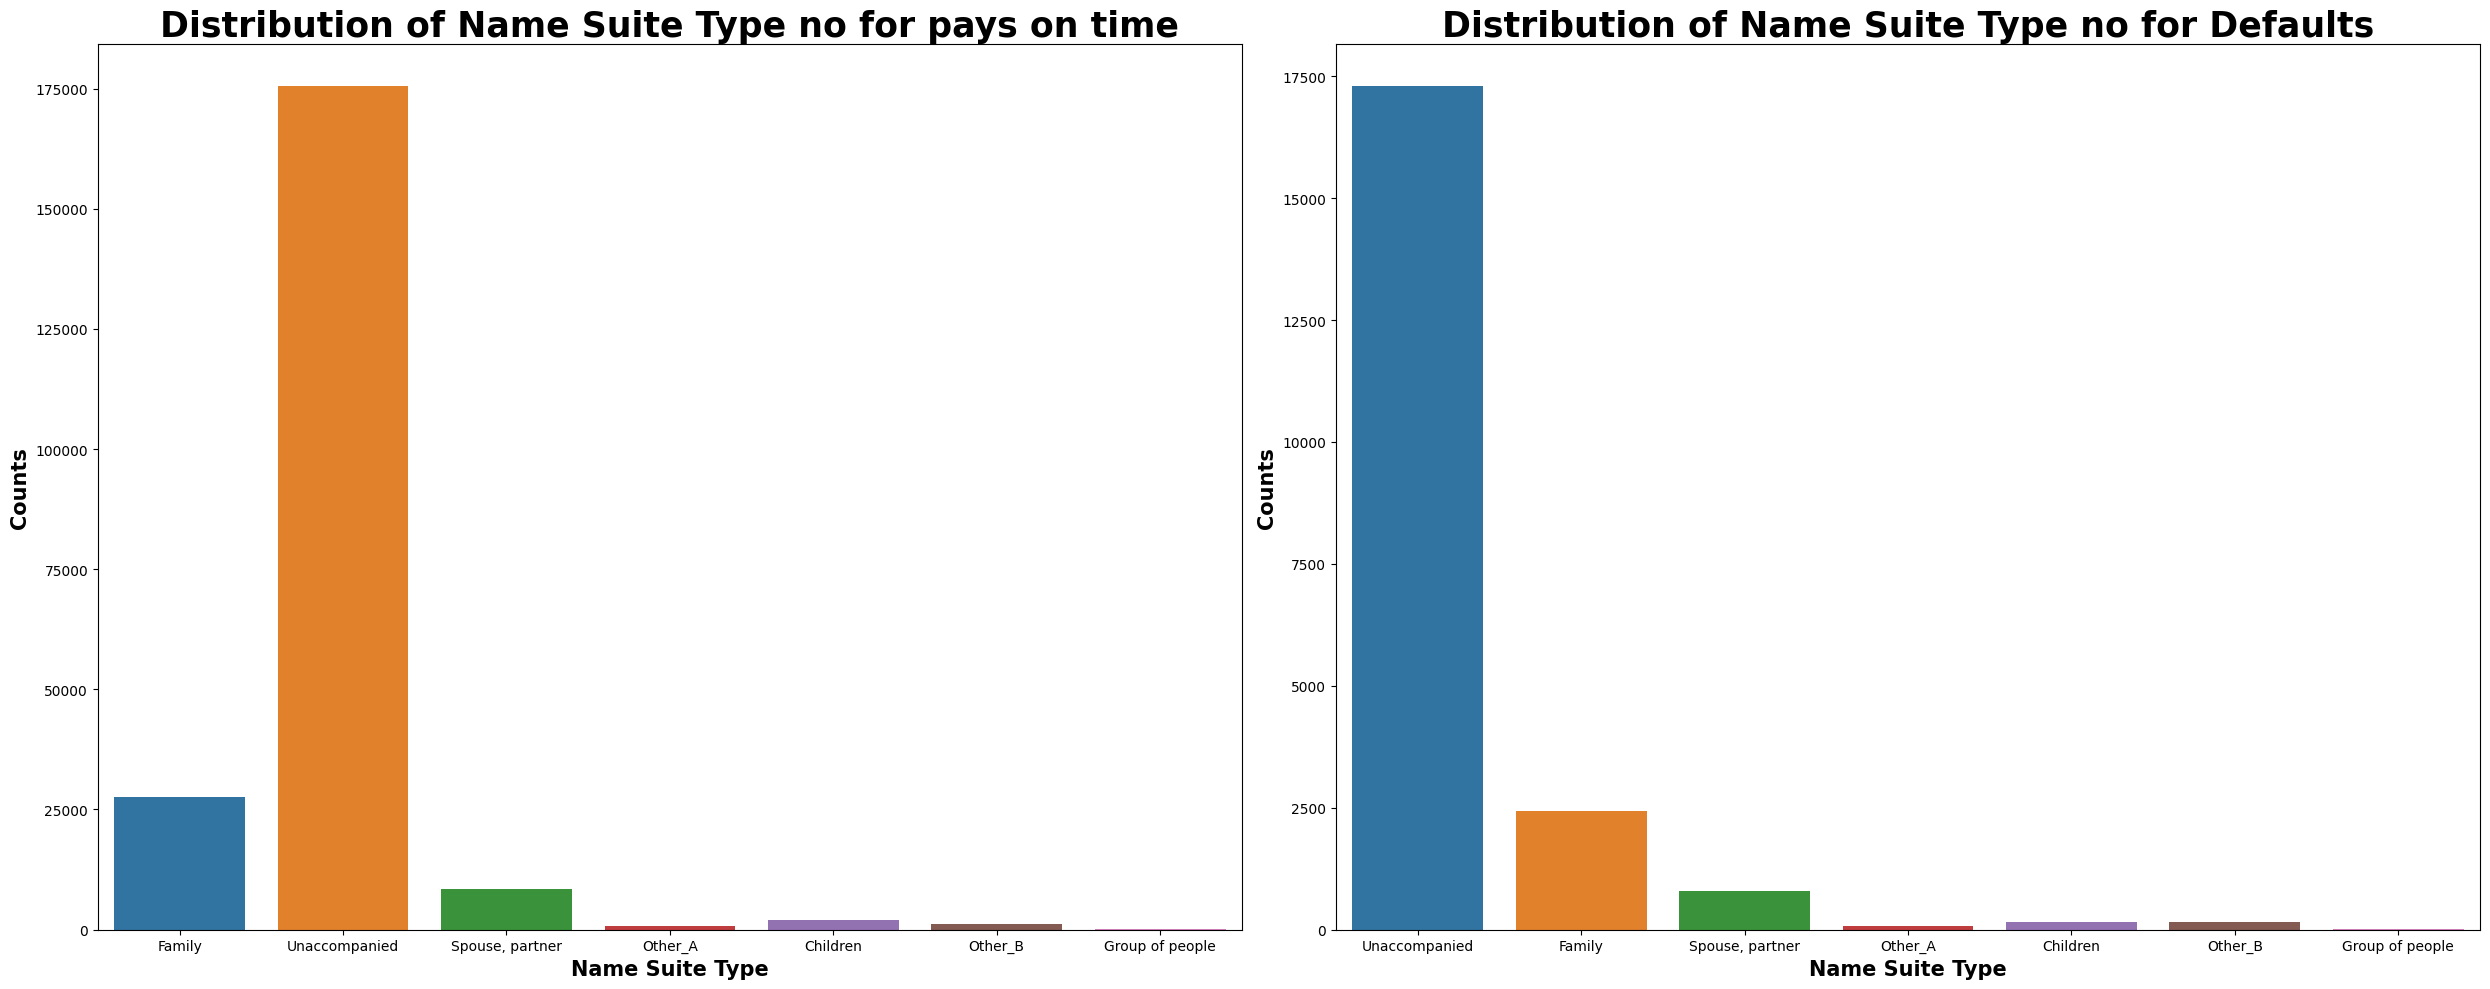 Distribution of Name Suite Type no for pays on time
Counts
175000
150000
125000
100000
75000
50000
25000
0
Family
Unaccompanied
Spouse, partner
Other_A
Children
Other_B
Group of people
Name Suite Type
Distribution of Name Suite Type no for Defaults
Counts
17500
15000
12500
10000
7500
5000
2500
0
Unaccompanied
Family
Spouse, partner
Other_A
Children
Other_B
Group of people
Name Suite Type